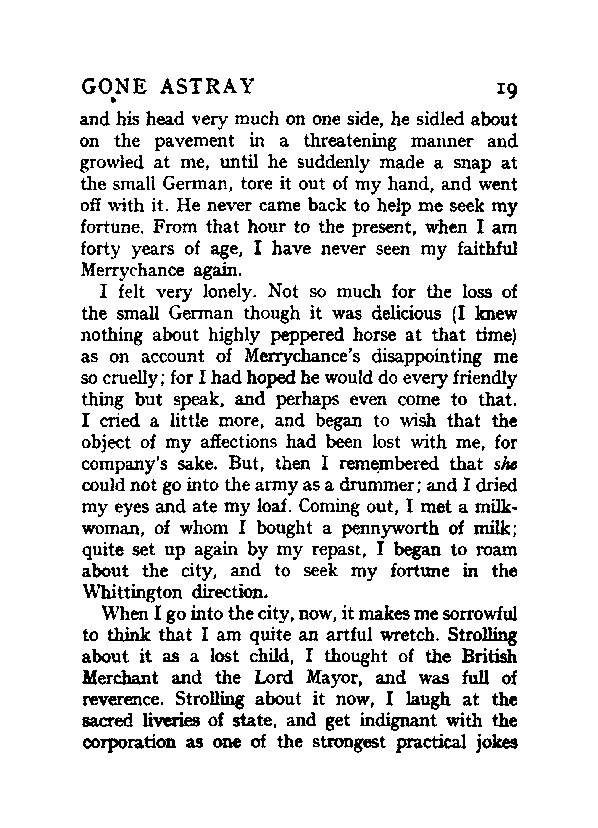 GONE ASTRAY 19
and his head very much on one side, he sidled about
on the pavement in a threatening manner and
growled at me, until he suddenly made a snap at
the small German, tore it out of my hand, and went
off with it. He never came back to help me seek my
fortune. From that hour to the present, when I am
forty years of age, I have never seen my faithful
Merrychance again.
I felt very lonely. Not so much for the loss of
the small German though it was delicious (I knew
nothing about highly peppered horse at that time)
as on account of Merrychance's disappointing me
so cruelly; for I had hoped he would do every friendly
thing but speak, and perhaps even come to that.
I cried a little more, and began to wish that the
object of my affections had been lost with me, for
company's sake. But, then I remembered that she
could not go into the army as a drummer; and I dried
my eyes and ate my loaf. Coming out, I met a milk-
woman, of whom I bought a pennyworth of milk;
quite set up again by my repast, I began to roam
about the city, and to seek my fortune in the
Whittington direction.
When I go into the city, now, it makes me sorrowful
to think that I am quite an artful wretch. Strolling
about it as a lost child, I thought of the British
Merchant and the Lord Mayor, and was full of
reverence. Strolling about it now, I laugh at the
sacred liveries of state, and get indignant with the
corporation as one of the strongest practical jokes